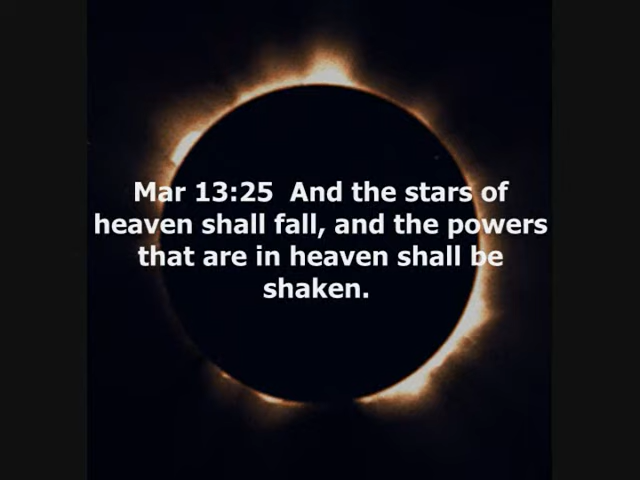 Mar 13:25  And the stars of
heaven shall fall, and the powers
that are in heaven shall be
shaken.